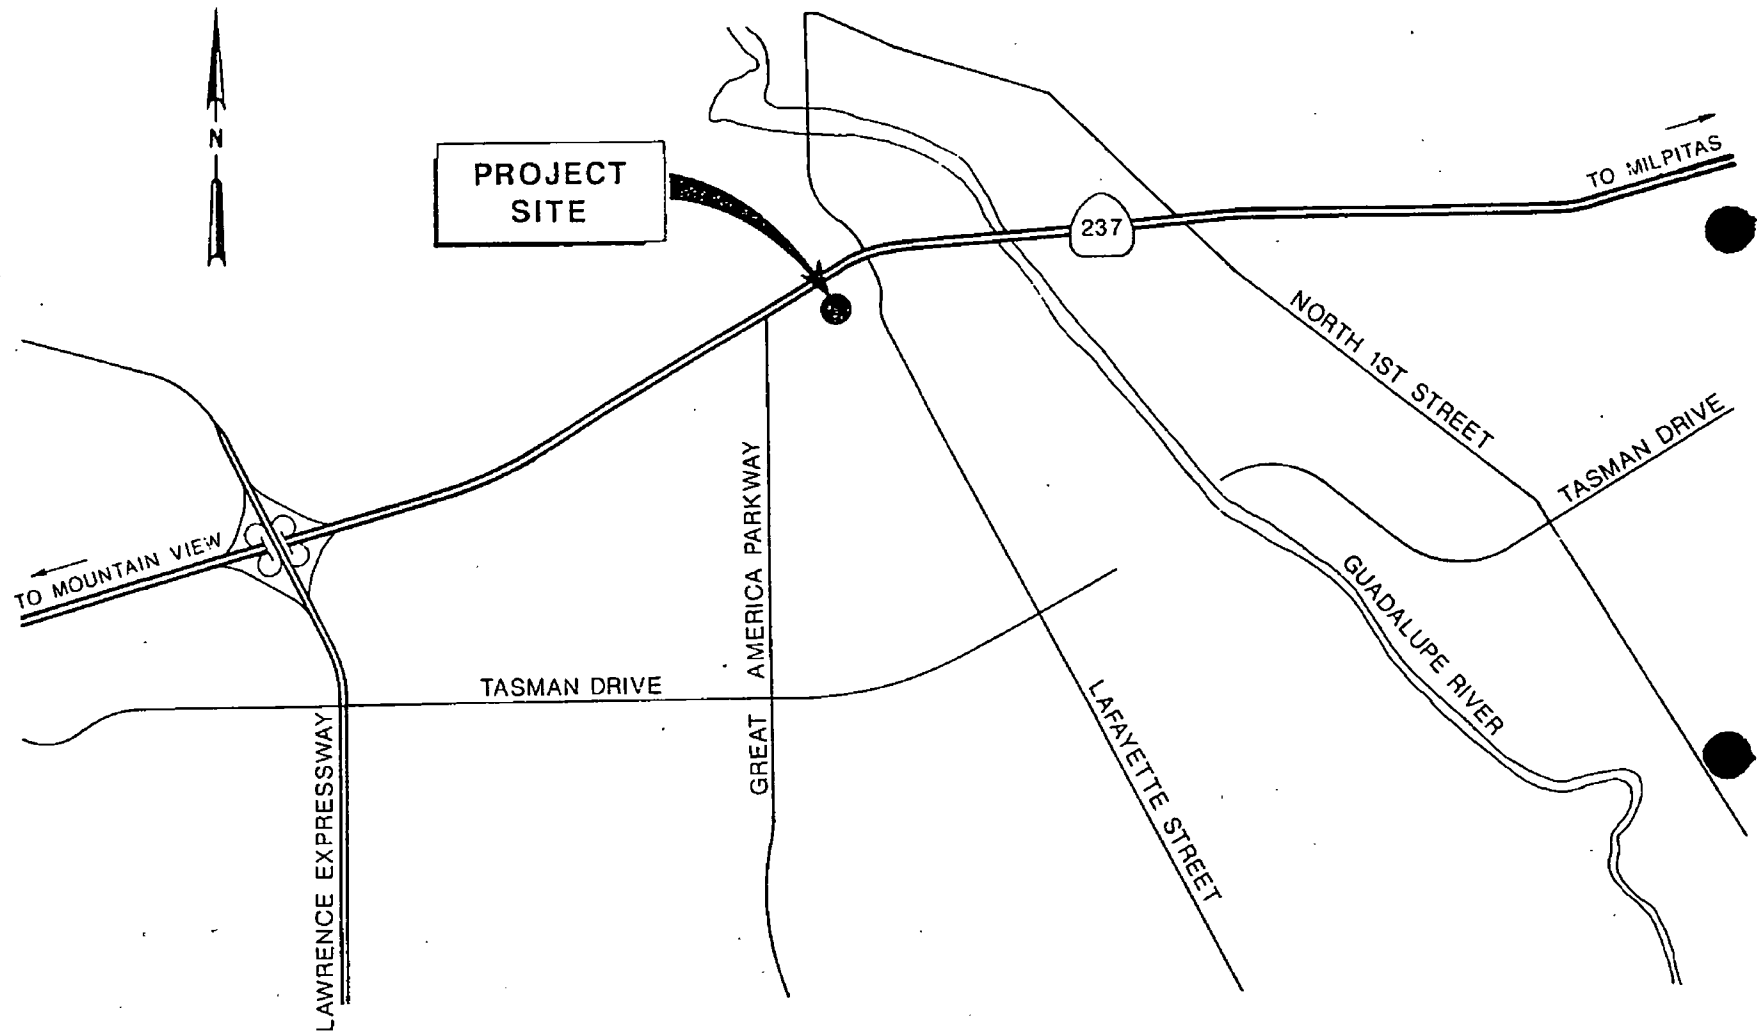 N
PROJECT
SITE
TO MILPITAS
237
NORTH 1ST STREET
TASMAN DRIVE
TO MOUNTAIN VIEW
GREAT AMERICA PARKWAY
GUADALUPE RIVER
TASMAN DRIVE
LAFAYETTE STREET
LAWRENCE EXPRESSWAY